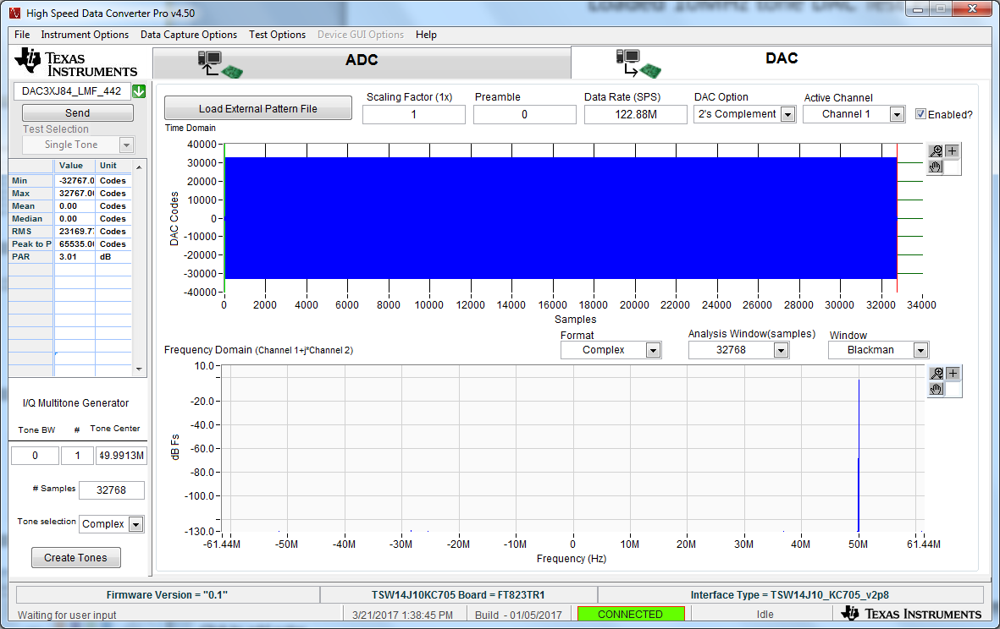 Loaded 10MHz tone DAC Test
High Speed Data Converter Pro v4.50
File Instrument Options Data Capture Options Test Options Device GUI Options Help
TEXAS INSTRUMENTS
ADC
DAC
DAC3XJ84_LMF_442
Send
Test Selection
Single Tone
Value Unit
Min -32767.0 Codes
Max 32767.00 Codes
Mean 0.00 Codes
Median 0.00 Codes
RMS 23169.77 Codes
Peak to P 65535.00 Codes
PAR 3.01 dB
I/Q Multitone Generator
Tone BW # Tone Center
0 1 49.9913M
# Samples 32768
Tone selection Complex
Create Tones
Load External Pattern File
Scaling Factor (1x) Preamble Data Rate (SPS) DAC Option Active Channel
1 0 122.88M 2's Complement Channel 1 Enabled?
Time Domain
40000
30000
20000
10000
0
-10000
-20000
-30000
-40000
DAC Codes
0 2000 4000 6000 8000 10000 12000 14000 16000 18000 20000 22000 24000 26000 28000 30000 32000 34000
Samples
Format Analysis Window(samples) Window
Complex 32768 Blackman
Frequency Domain (Channel 1+j*Channel 2)
10.0
-20.0
-40.0
-60.0
-80.0
-100.0
-130.0
dB Fs
-61.44M -50M -40M -30M -20M -10M 0 10M 20M 30M 40M 50M 61.44M
Frequency (Hz)
Firmware Version = "0.1" TSW14J10KC705 Board = FT823TR1 Interface Type = TSW14J10_KC705_v2p8
Waiting for user input 3/21/2017 1:38:45 PM Build - 01/05/2017 CONNECTED Idle TEXAS INSTRUMENTS